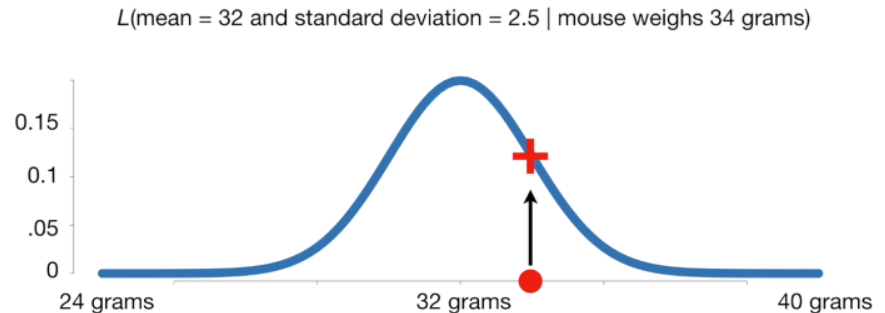 L(mean = 32 and standard deviation = 2.5 | mouse weighs 34 grams)
0.15
0.1
.05
0
24 grams
32 grams
40 grams